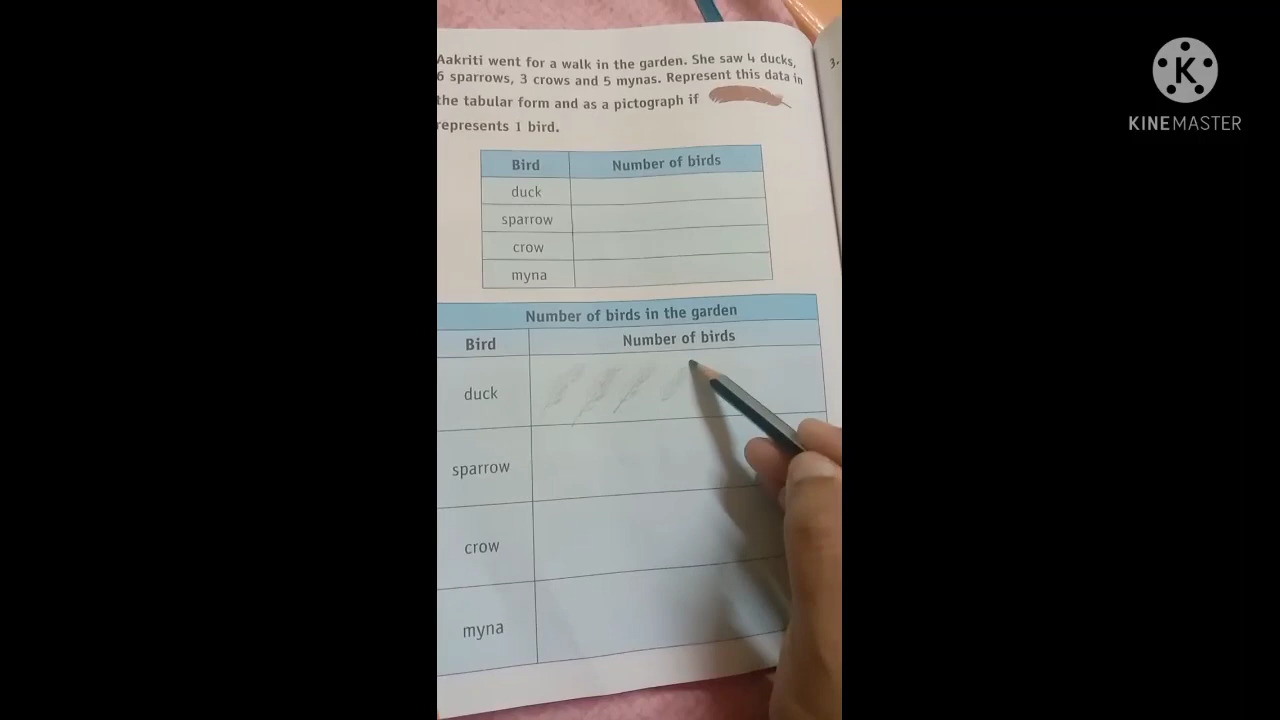 Aakriti went for a walk in the garden. She saw 4 ducks,
6 sparrows, 3 crows and 5 mynas. Represent this data in
the tabular form and as a pictograph if
represents 1 bird.
Bird Number of birds
duck
sparrow
crow
myna
Number of birds in the garden
Bird Number of birds
duck
sparrow
crow
myna
3.
K
KINEMASTER